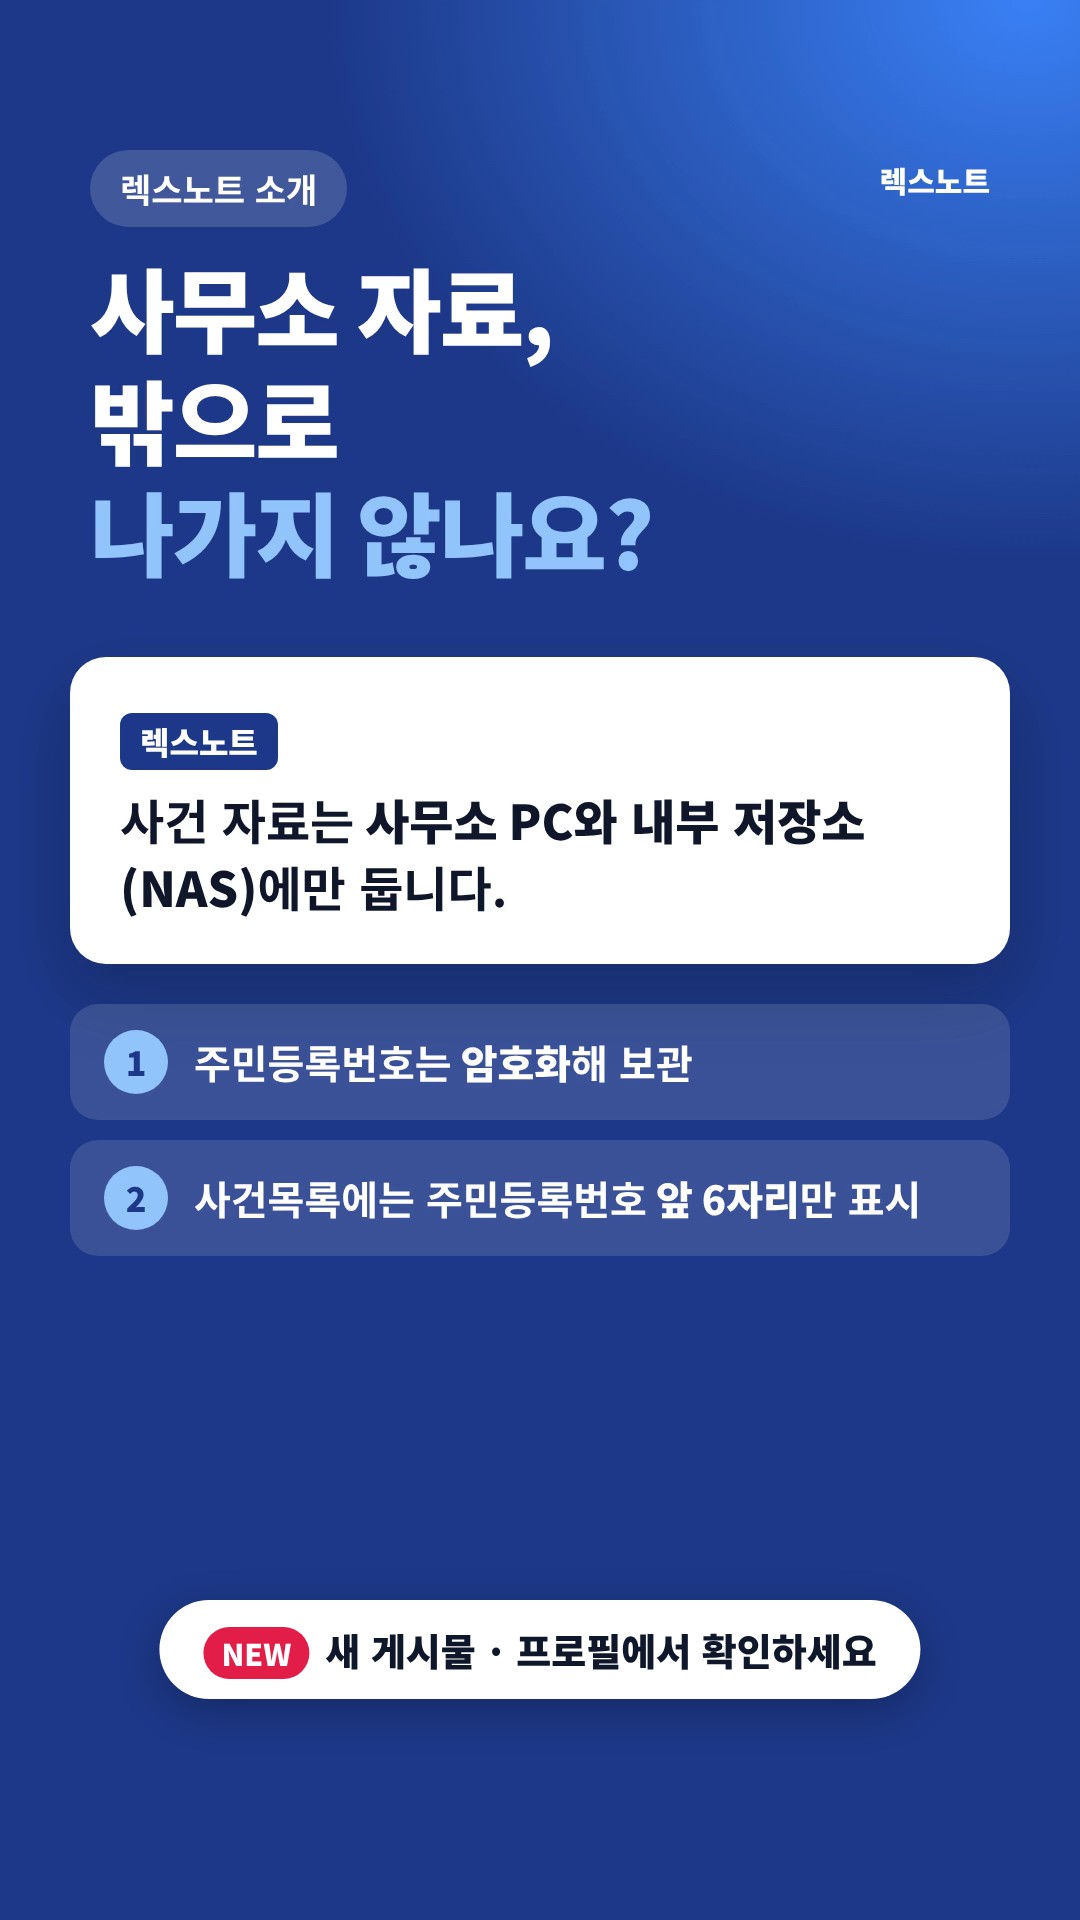 렉스노트 소개
렉스노트
사무소 자료,
밖으로
나가지 않나요?
렉스노트
사건 자료는 사무소 PC와 내부 저장소
(NAS)에만 둡니다.
1 주민등록번호는 암호화해 보관
2 사건목록에는 주민등록번호 앞 6자리만 표시
NEW 새 게시물 · 프로필에서 확인하세요